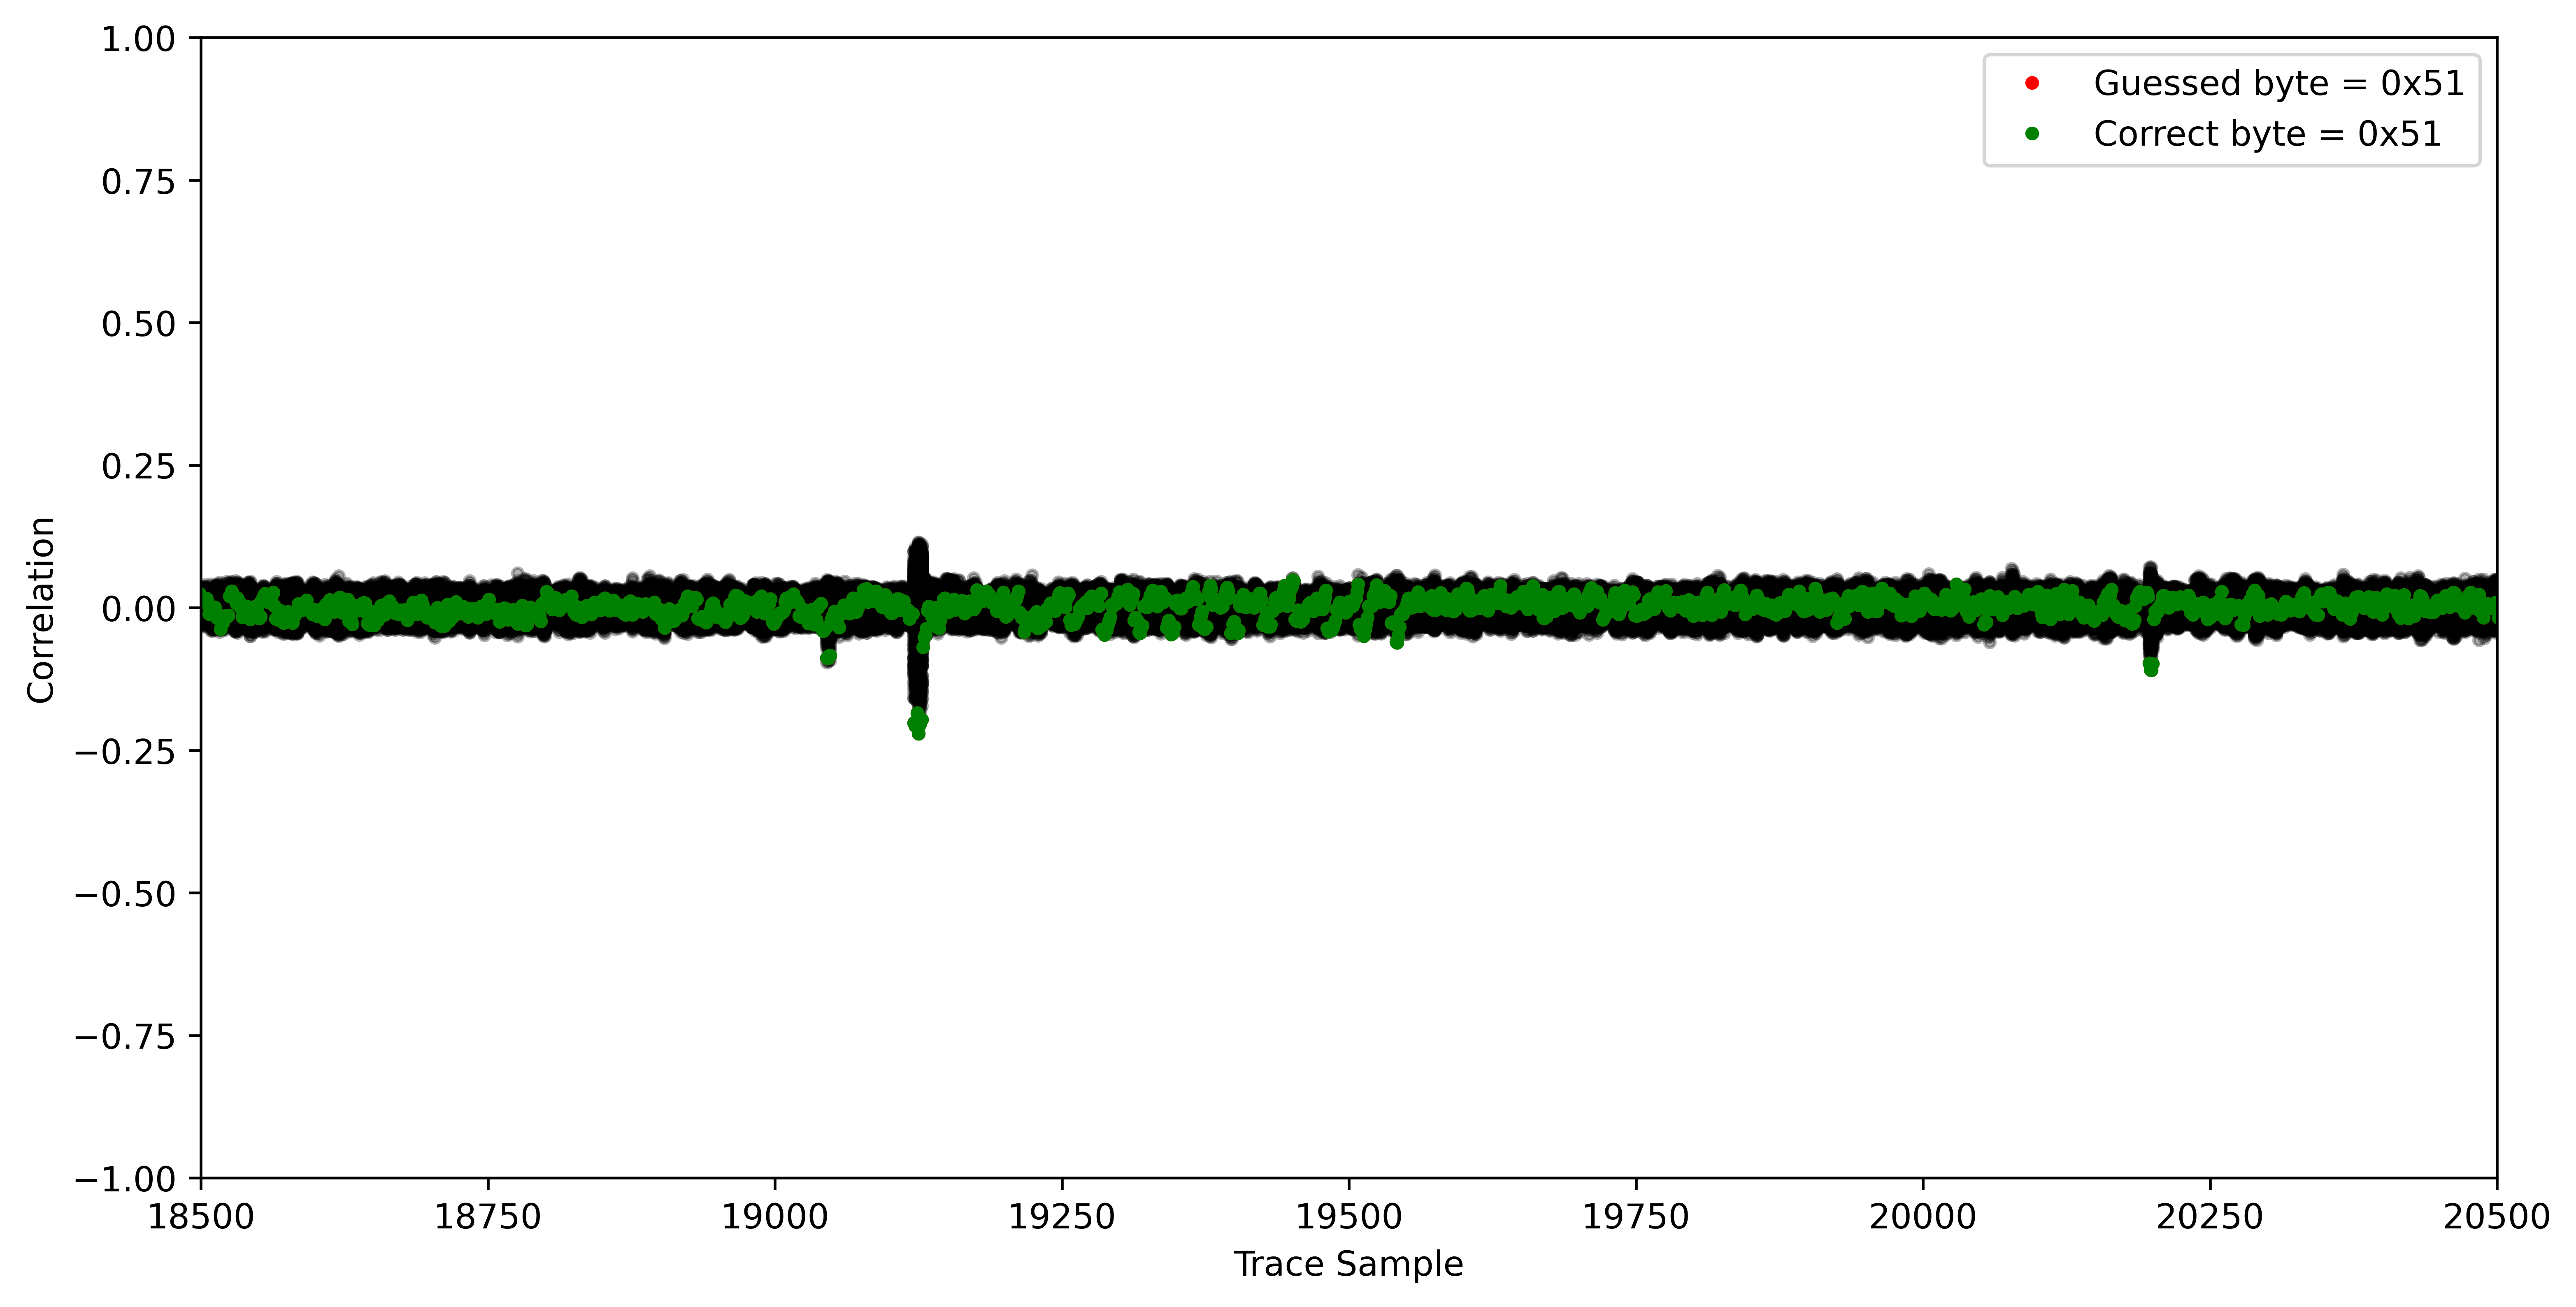 1.00
0.75
0.50
0.25
0.00
−0.25
−0.50
−0.75
−1.00
Correlation
Guessed byte = 0x51
Correct byte = 0x51
18500 18750 19000 19250 19500 19750 20000 20250 20500
Trace Sample